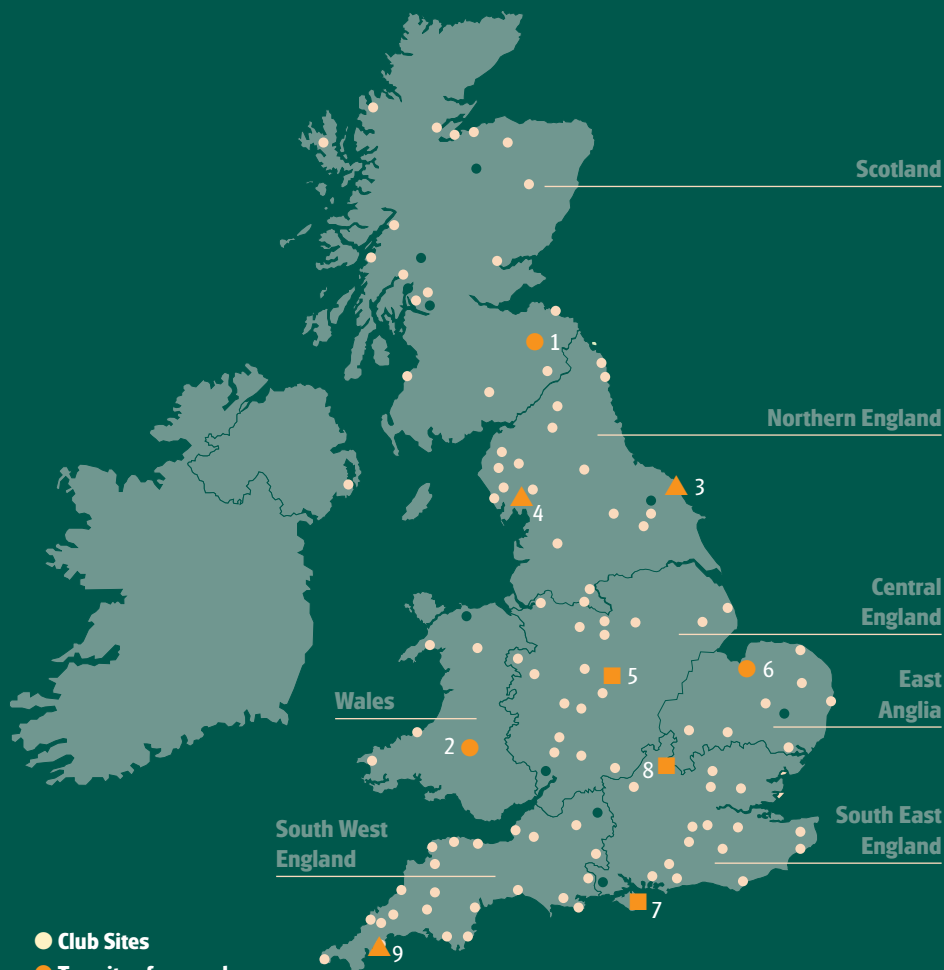 Scotland
1
Northern England
3
4
Central
England
5
6
East
Anglia
Wales
2
8
South East
England
South West
England
7
Club Sites
9